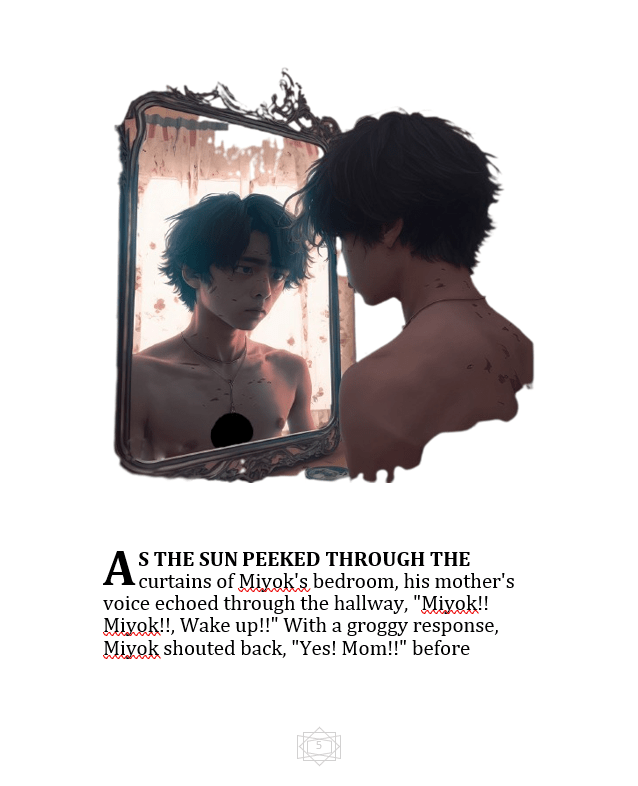 AS THE SUN PEEKED THROUGH THE
curtains of Miyok's bedroom, his mother's
voice echoed through the hallway, "Miyok!!
Miyok!!, Wake up!!" With a groggy response,
Miyok shouted back, "Yes! Mom!!" before
5